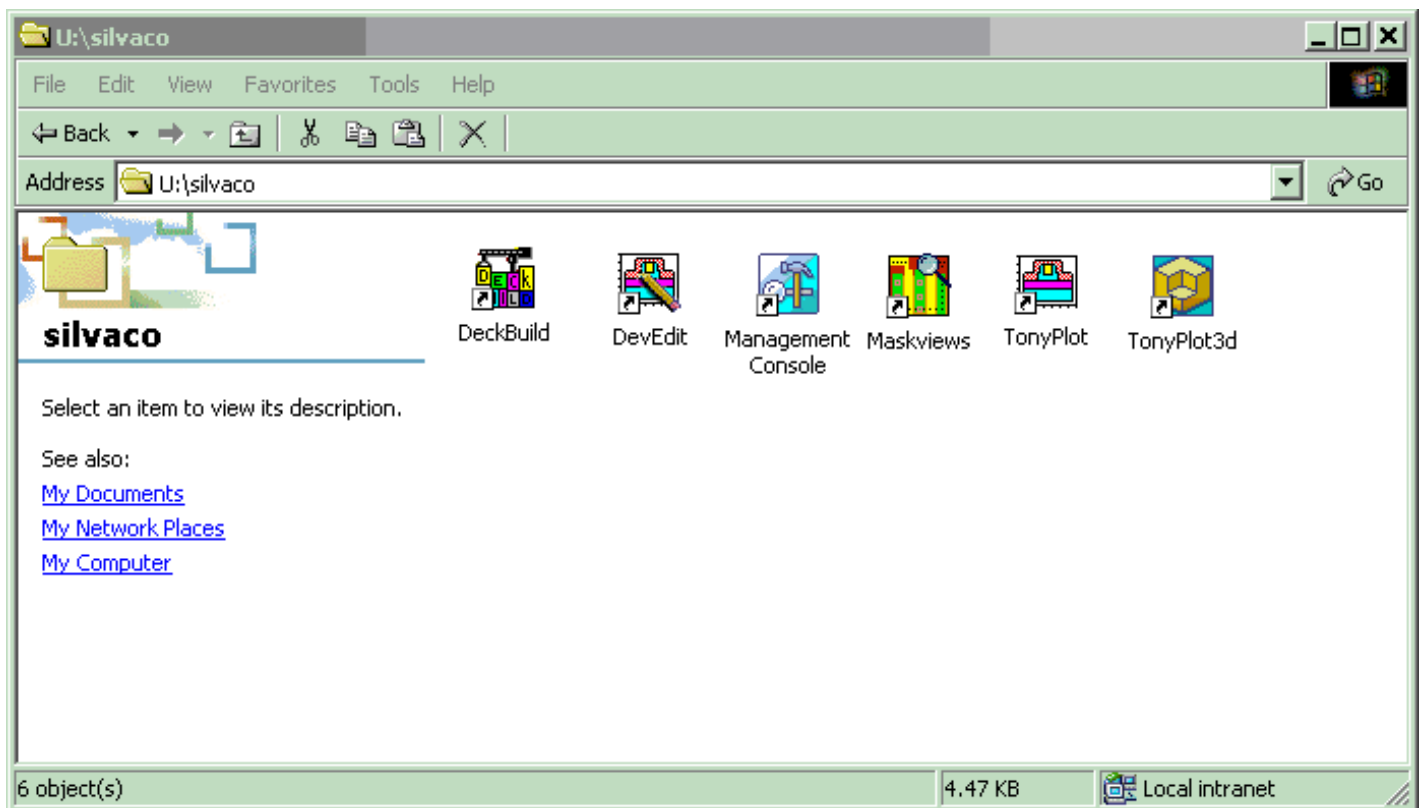 U:\silvaco
File Edit View Favorites Tools Help
Back
Address U:\silvaco Go
silvaco
Select an item to view its description.
See also:
My Documents
My Network Places
My Computer
DECK
BUILD
DeckBuild
DevEdit
Management
Console
Maskviews
TonyPlot
TonyPlot3d
6 object(s) 4.47 KB Local intranet